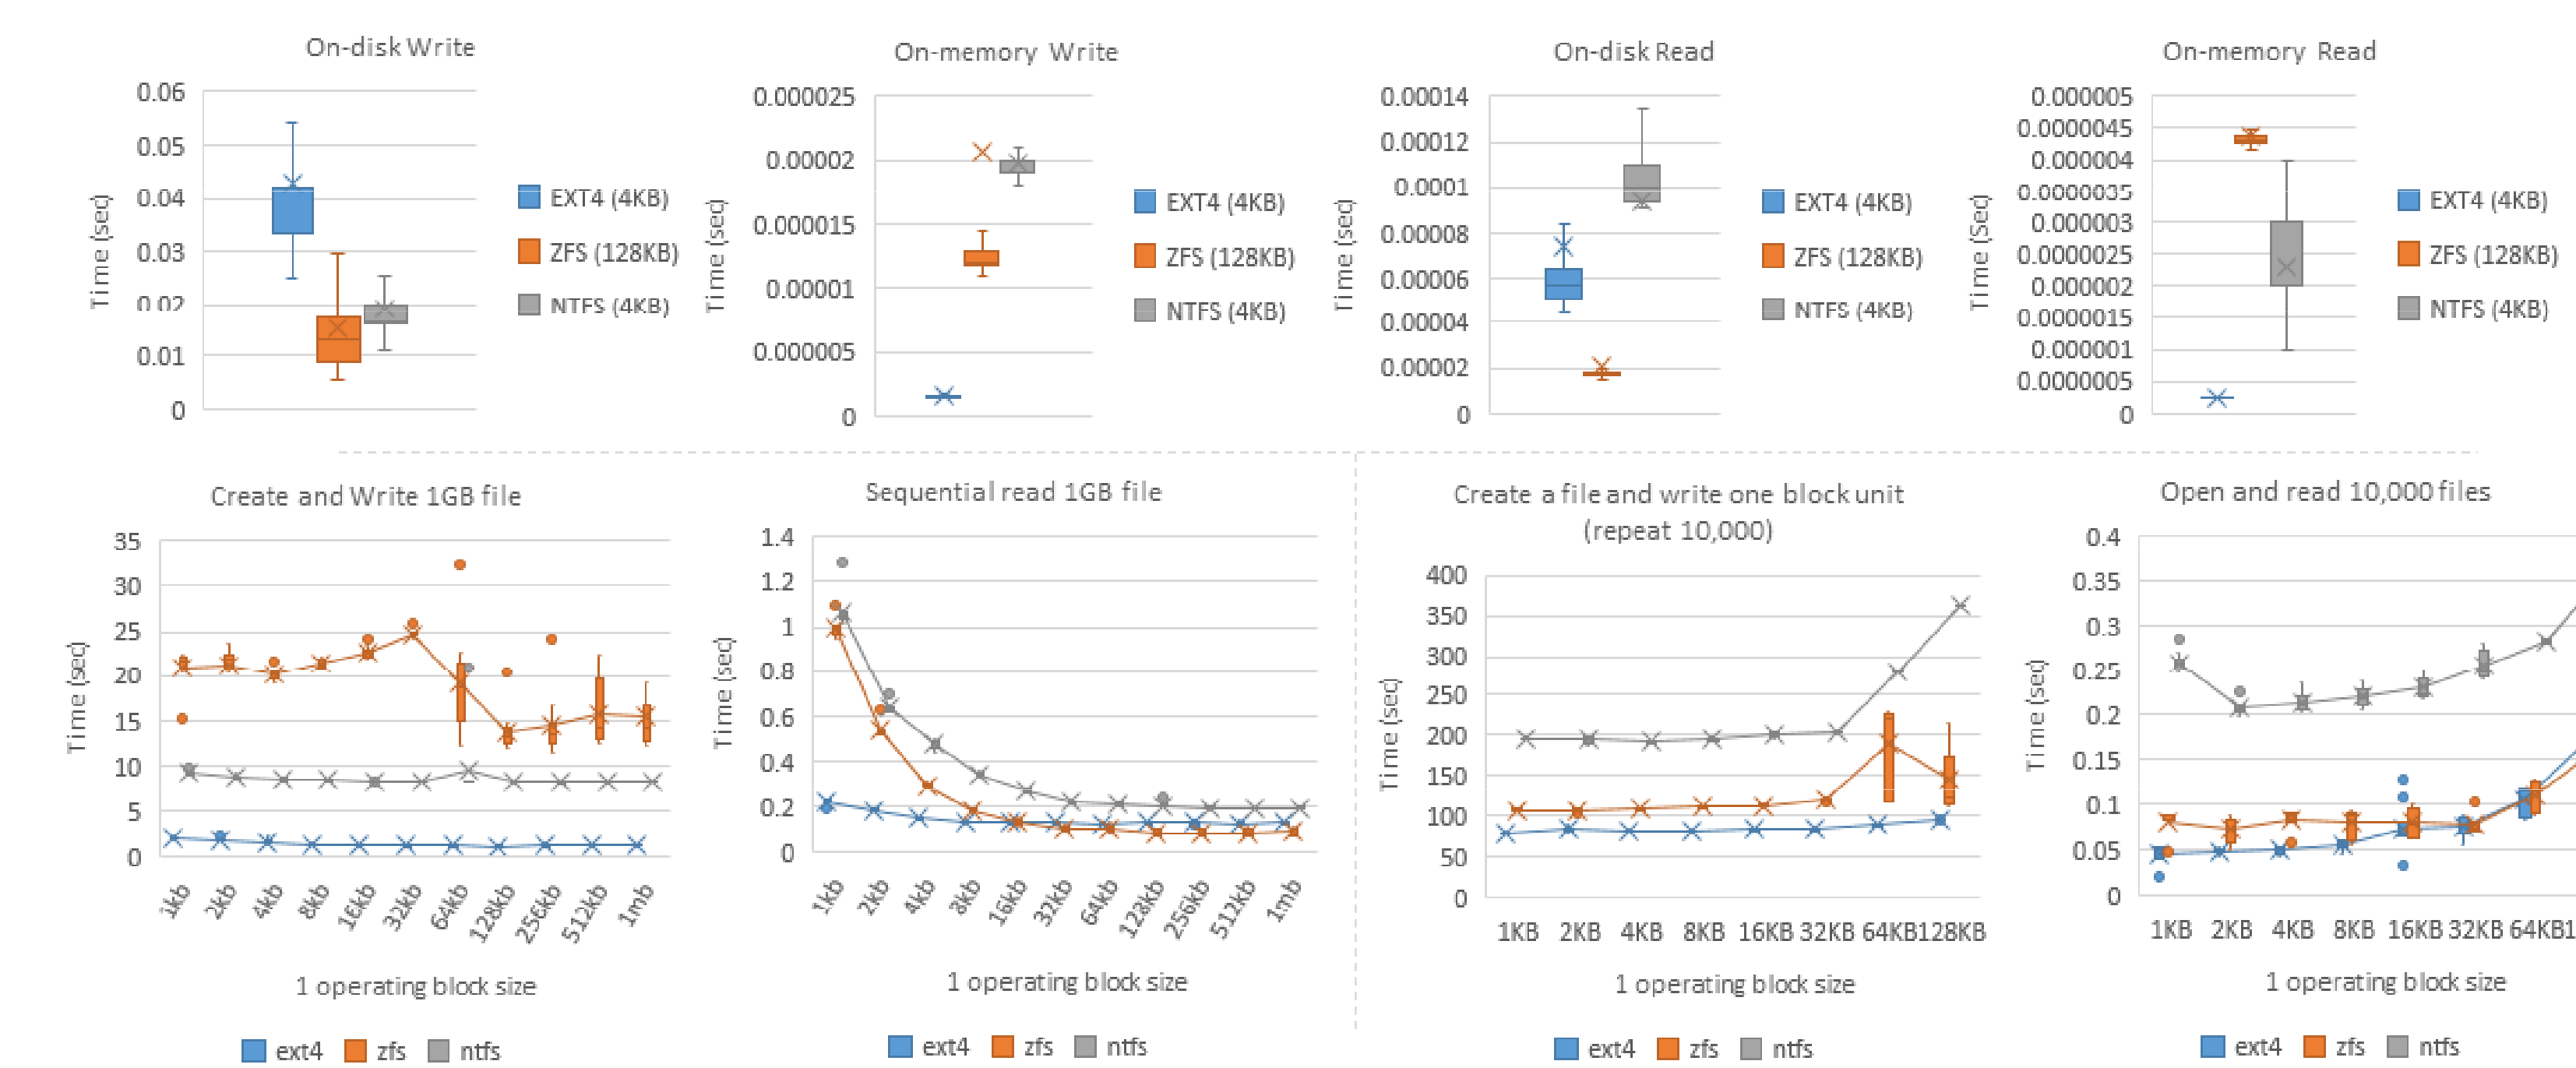 On-disk Write
0.06
0.05
0.04
0.03
0.02
0.01
0
Time (sec)
EXT4 (4KB)
ZFS (128KB)
NTFS (4KB)
On-memory Write
0.000025
0.00002
0.000015
0.00001
0.000005
0
Time (sec)
EXT4 (4KB)
ZFS (128KB)
NTFS (4KB)
On-disk Read
0.00014
0.00012
0.0001
0.00008
0.00006
0.00004
0.00002
0
Time (sec)
EXT4 (4KB)
ZFS (128KB)
NTFS (4KB)
On-memory Read
0.000005
0.0000045
0.000004
0.0000035
0.000003
0.0000025
0.000002
0.0000015
0.000001
0.0000005
0
Time (Sec)
EXT4 (4KB)
ZFS (128KB)
NTFS (4KB)
Create and Write 1GB file
35
30
25
20
15
10
5
0
Time (sec)
1kb 2kb 4kb 8kb 16kb 32kb 64kb 128kb 256kb 512kb 1mb
1 operating block size
ext4 zfs ntfs
Sequential read 1GB file
1.4
1.2
1
0.8
0.6
0.4
0.2
0
Time (sec)
1kb 2kb 4kb 8kb 16kb 32kb 64kb 128kb 256kb 512kb 1mb
1 operating block size
ext4 zfs ntfs
Create a file and write one block unit
(repeat 10,000)
400
350
300
250
200
150
100
50
0
Time (sec)
1KB 2KB 4KB 8KB 16KB 32KB 64KB128KB
1 operating block size
ext4 zfs ntfs
Open and read 10,000 files
0.4
0.35
0.3
0.25
0.2
0.15
0.1
0.05
0
Time (sec)
1KB 2KB 4KB 8KB 16KB 32KB 64KB1
1 operating block size
ext4 zfs ntfs